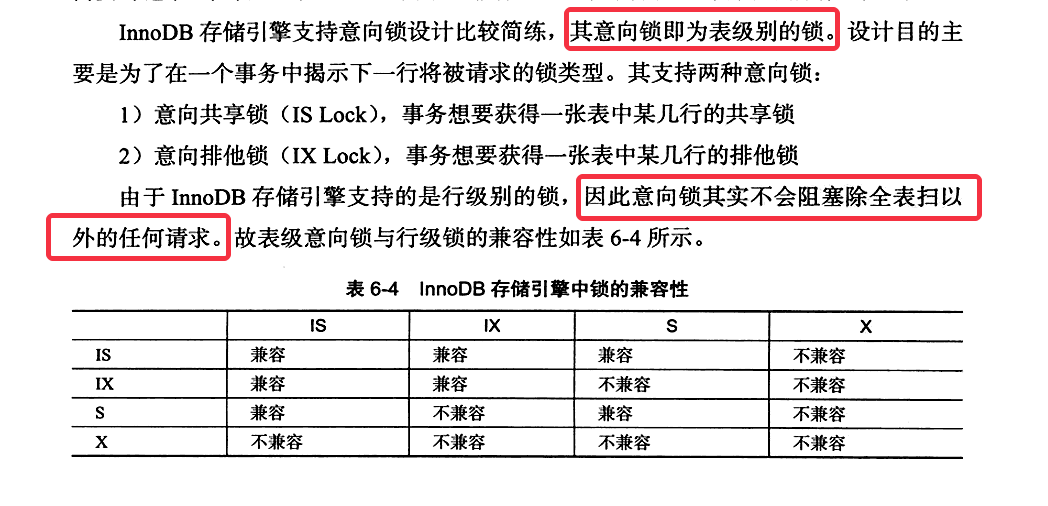 InnoDB 存储引擎支持意向锁设计比较简练，其意向锁即为表级别的锁。设计目的主
要是为了在一个事务中揭示下一行将被请求的锁类型。其支持两种意向锁：
1）意向共享锁（IS Lock），事务想要获得一张表中某几行的共享锁
2）意向排他锁（IX Lock），事务想要获得一张表中某几行的排他锁
由于 InnoDB 存储引擎支持的是行级别的锁，因此意向锁其实不会阻塞除全表扫以
外的任何请求。故表级意向锁与行级锁的兼容性如表 6-4 所示。
表 6-4 InnoDB 存储引擎中锁的兼容性
IS IX S X
IS 兼容 兼容 兼容 不兼容
IX 兼容 兼容 不兼容 不兼容
S 兼容 不兼容 兼容 不兼容
X 不兼容 不兼容 不兼容 不兼容